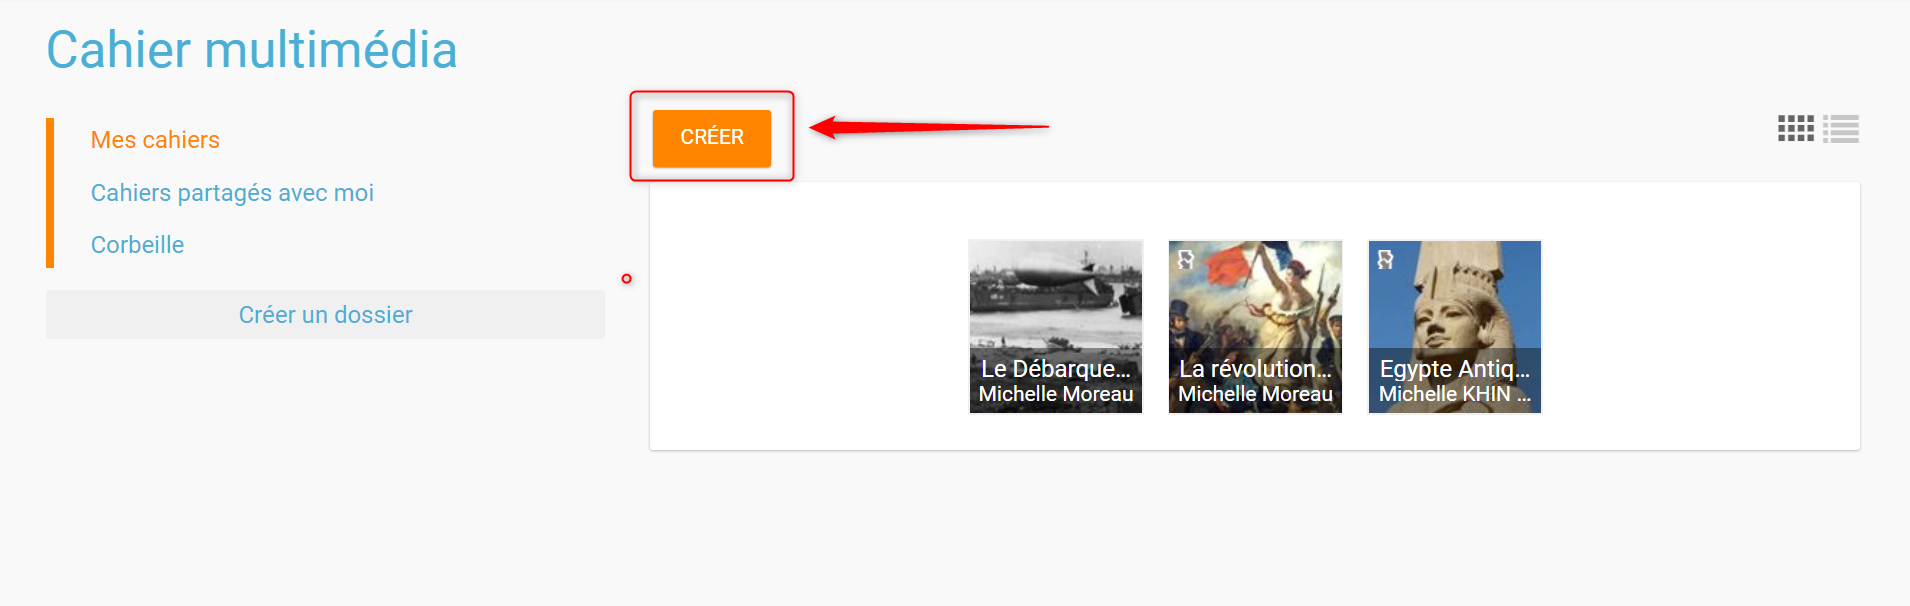 Cahier multimédia
Mes cahiers
Cahiers partagés avec moi
Corbeille
Créer un dossier
CRÉER
Le Débarque...
Michelle Moreau
La révolution...
Michelle Moreau
Egypte Antiq...
Michelle KHIN ...